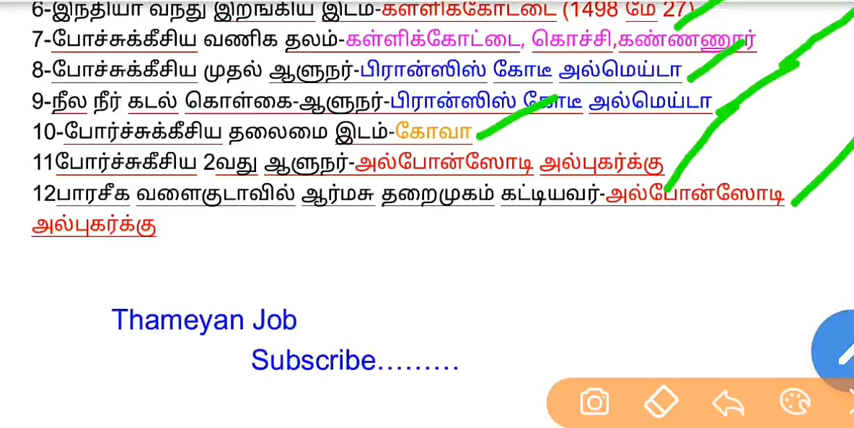 6-இந்தியா வந்து இறங்கிய இடம்-கள்ளிக்கோட்டை (1498 மே 27)
7-போச்சுக்கீசிய வணிக தலம்-கள்ளிக்கோட்டை, கொச்சி,கண்ணணூர்
8-போச்சுக்கீசிய முதல் ஆளுநர்-பிரான்ஸிஸ் கோடீ அல்மெய்டா
9-நீல நீர் கடல் கொள்கை-ஆளுநர்-பிரான்ஸிஸ் கோடீ அல்மெய்டா
10-போர்ச்சுக்கீசிய தலைமை இடம்-கோவா
11போர்ச்சுகீசிய 2வது ஆளுநர்-அல்போன்ஸோடி அல்புகர்க்கு
12பாரசீக வளைகுடாவில் ஆர்மசு துறைமுகம் கட்டியவர்-அல்போன்ஸோடி
அல்புகர்க்கு
Thameyan Job
Subscribe.........